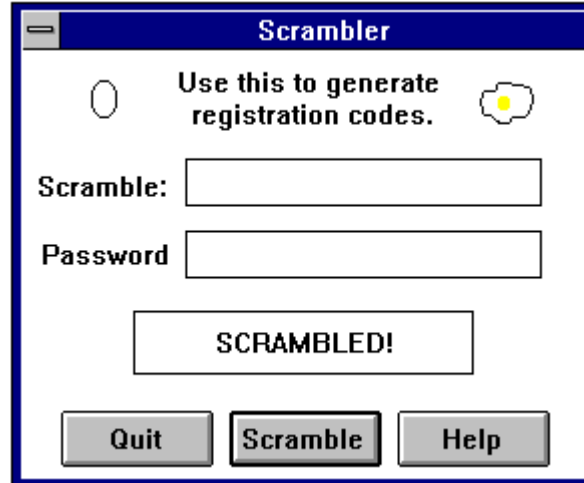 Scrambler
Use this to generate
registration codes.
Scramble:
Password
SCRAMBLED!
Quit
Scramble
Help